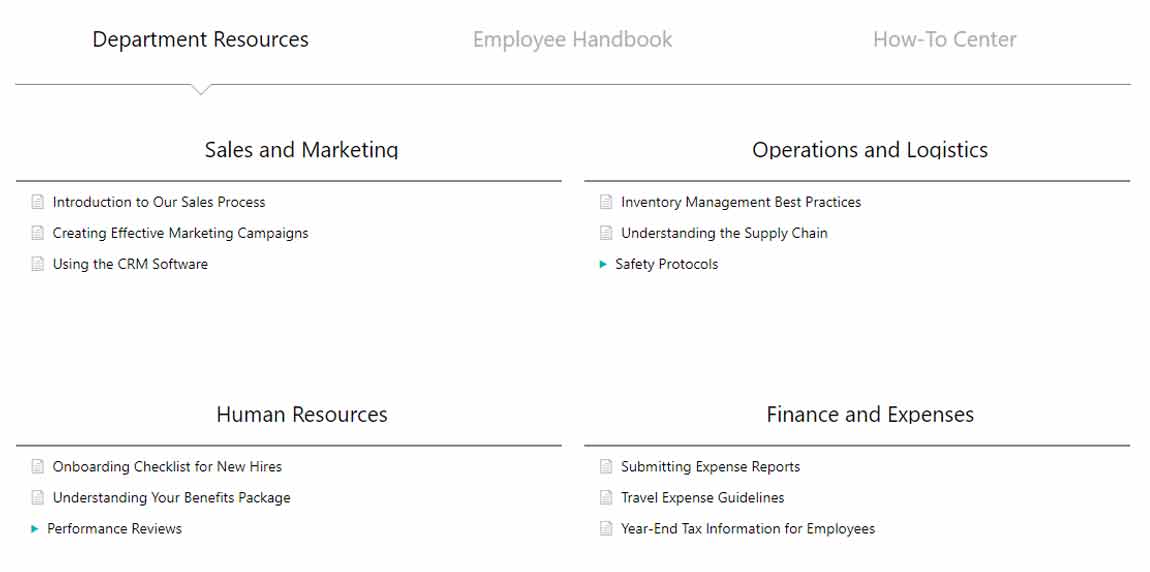 Department Resources
Employee Handbook
How-To Center
Sales and Marketing
Introduction to Our Sales Process
Creating Effective Marketing Campaigns
Using the CRM Software
Operations and Logistics
Inventory Management Best Practices
Understanding the Supply Chain
Safety Protocols
Human Resources
Onboarding Checklist for New Hires
Understanding Your Benefits Package
Performance Reviews
Finance and Expenses
Submitting Expense Reports
Travel Expense Guidelines
Year-End Tax Information for Employees